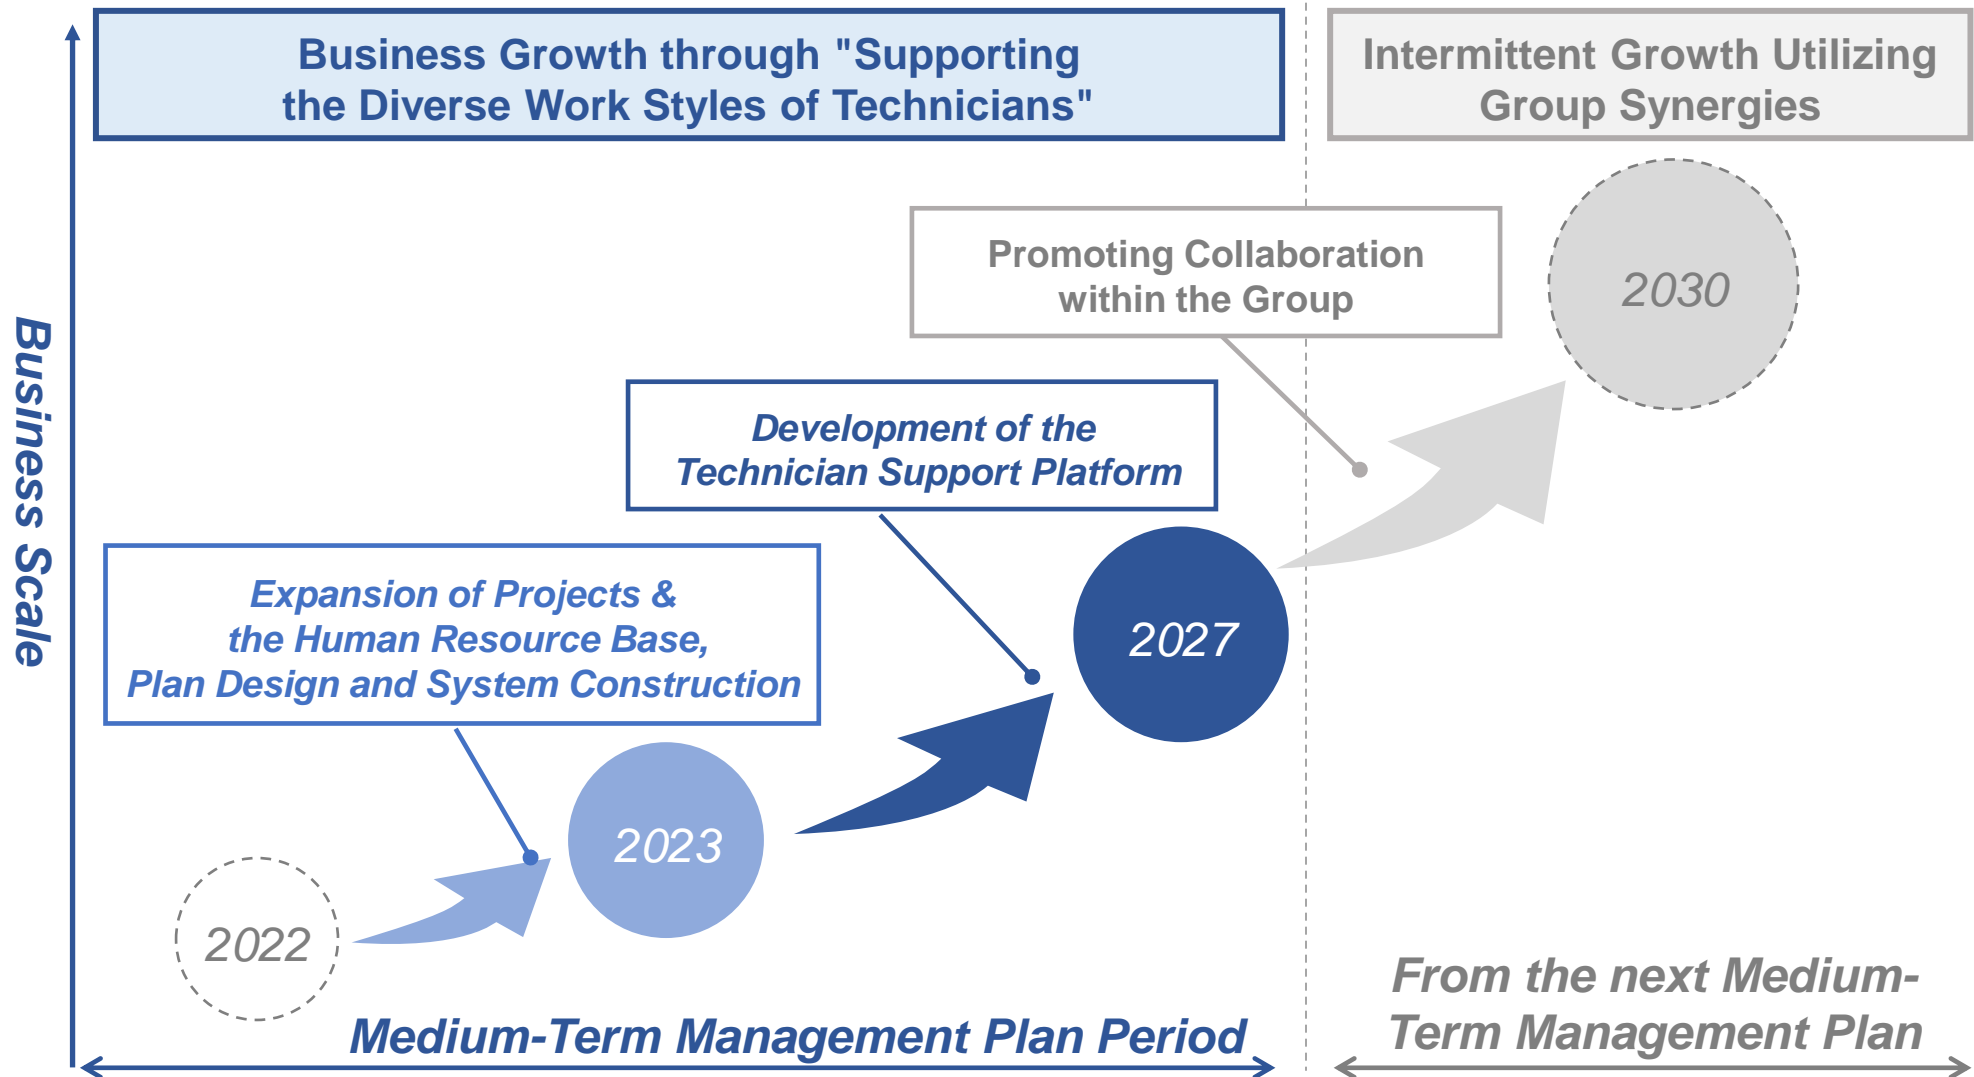 Business Growth through "Supporting
the Diverse Work Styles of Technicians"
Intermittent Growth Utilizing
Group Synergies
Promoting Collaboration
within the Group
2030
Development of the
Technician Support Platform
Business Scale
Expansion of Projects &
the Human Resource Base,
Plan Design and System Construction
2027
2023
2022
From the next Medium-
Term Management Plan
Medium-Term Management Plan Period